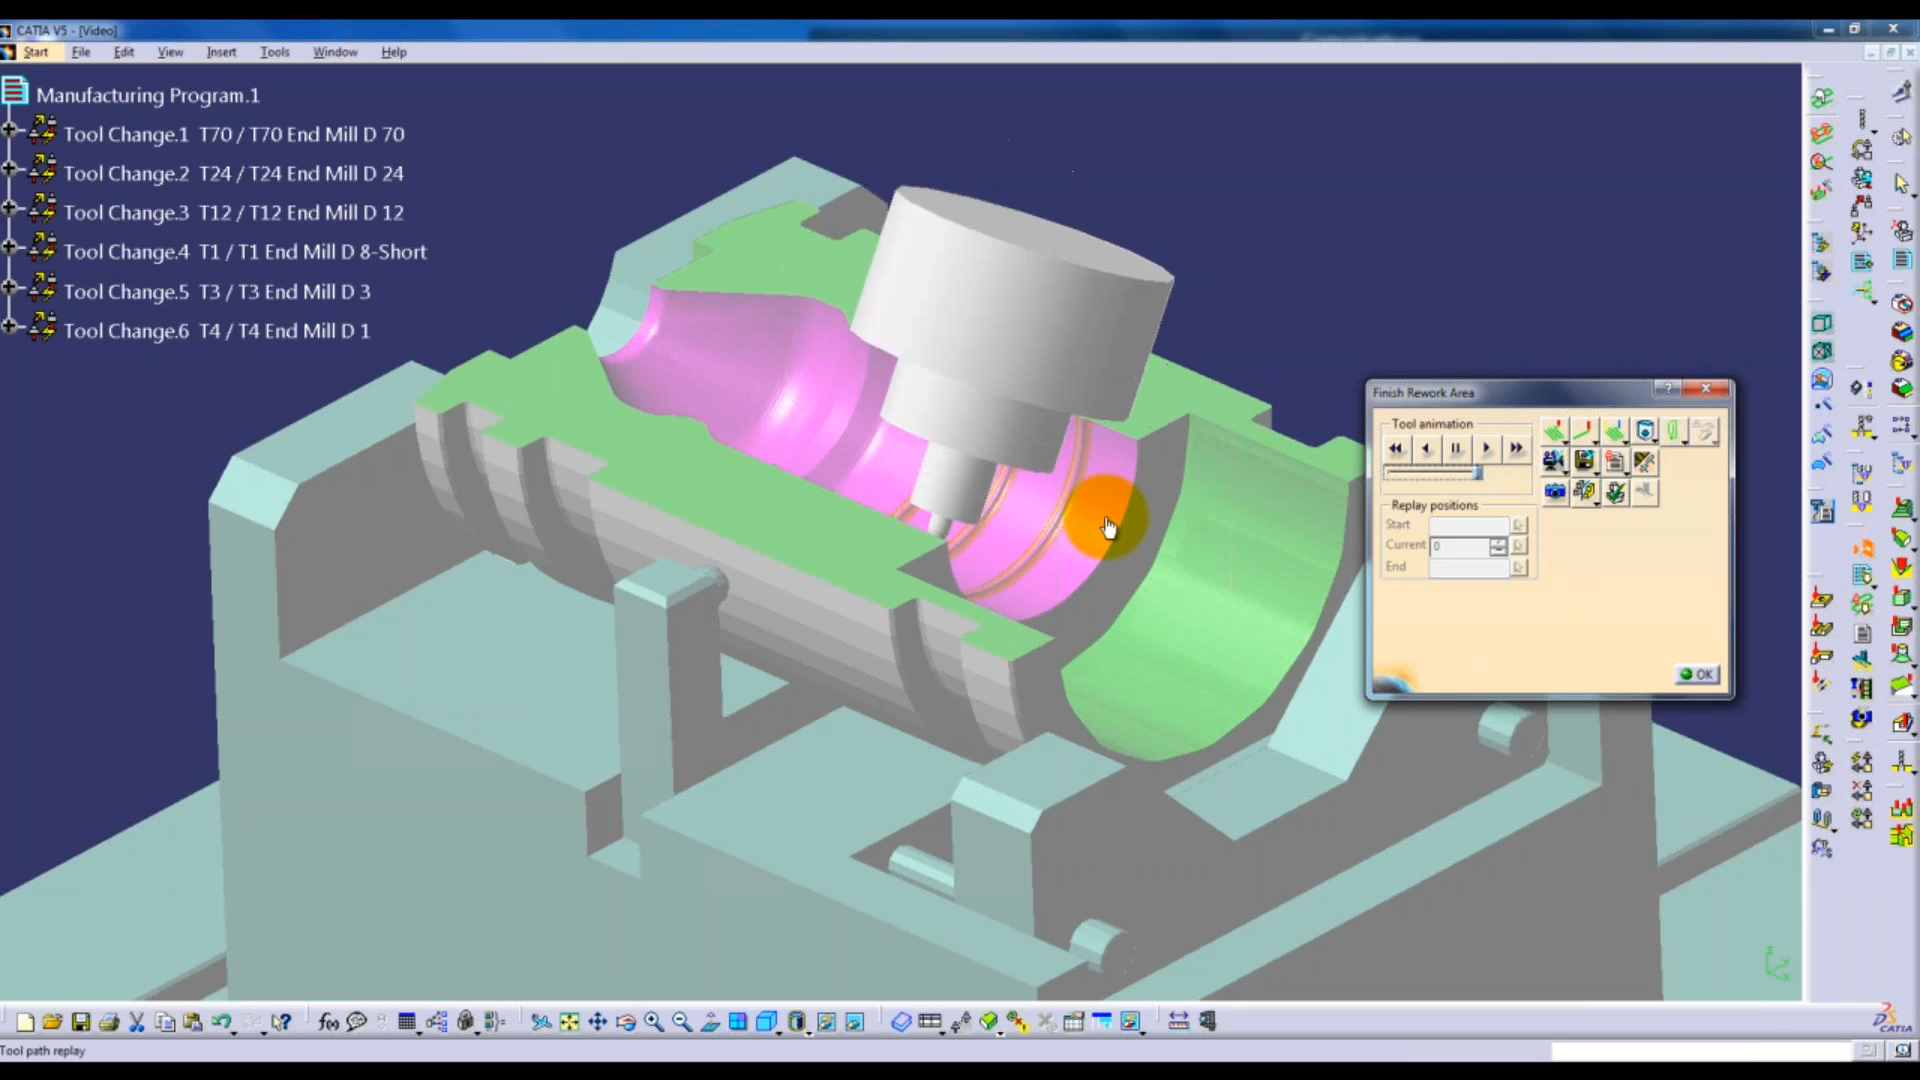 CATIA V5 - [Video]
Start File Edit View Insert Tools Window Help
Manufacturing Program.1
Tool Change.1 T70 / T70 End Mill D 70
Tool Change.2 T24 / T24 End Mill D 24
Tool Change.3 T12 / T12 End Mill D 12
Tool Change.4 T1 / T1 End Mill D 8-Short
Tool Change.5 T3 / T3 End Mill D 3
Tool Change.6 T4 / T4 End Mill D 1
Finish Rework Area
Tool animation
Replay positions
Start
Current 0
End
OK
z
y
x
f(x)
DS
CATIA
Tool path replay